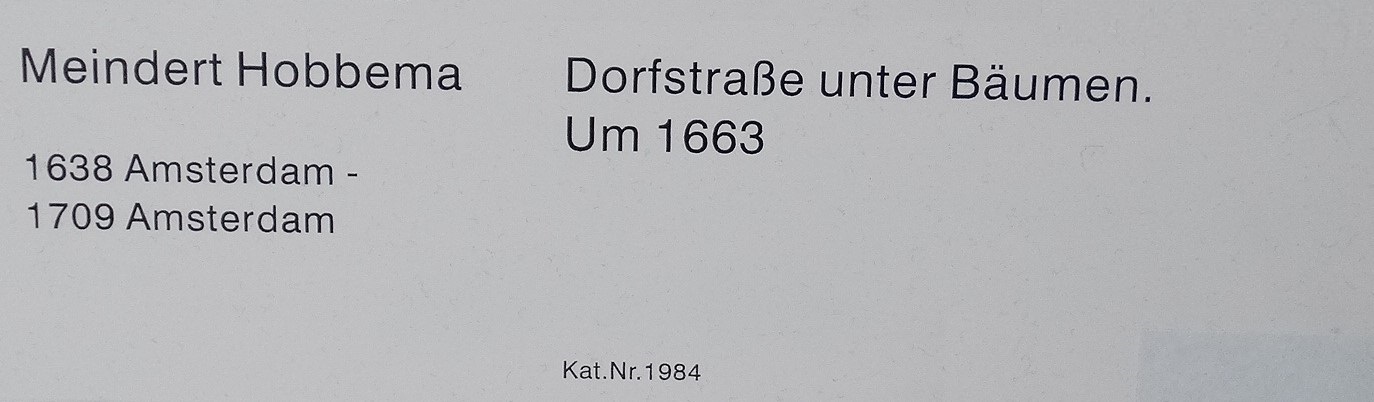 Meindert Hobbema
1638 Amsterdam -
1709 Amsterdam
Dorfstraße unter Bäumen.
Um 1663
Kat.Nr.1984